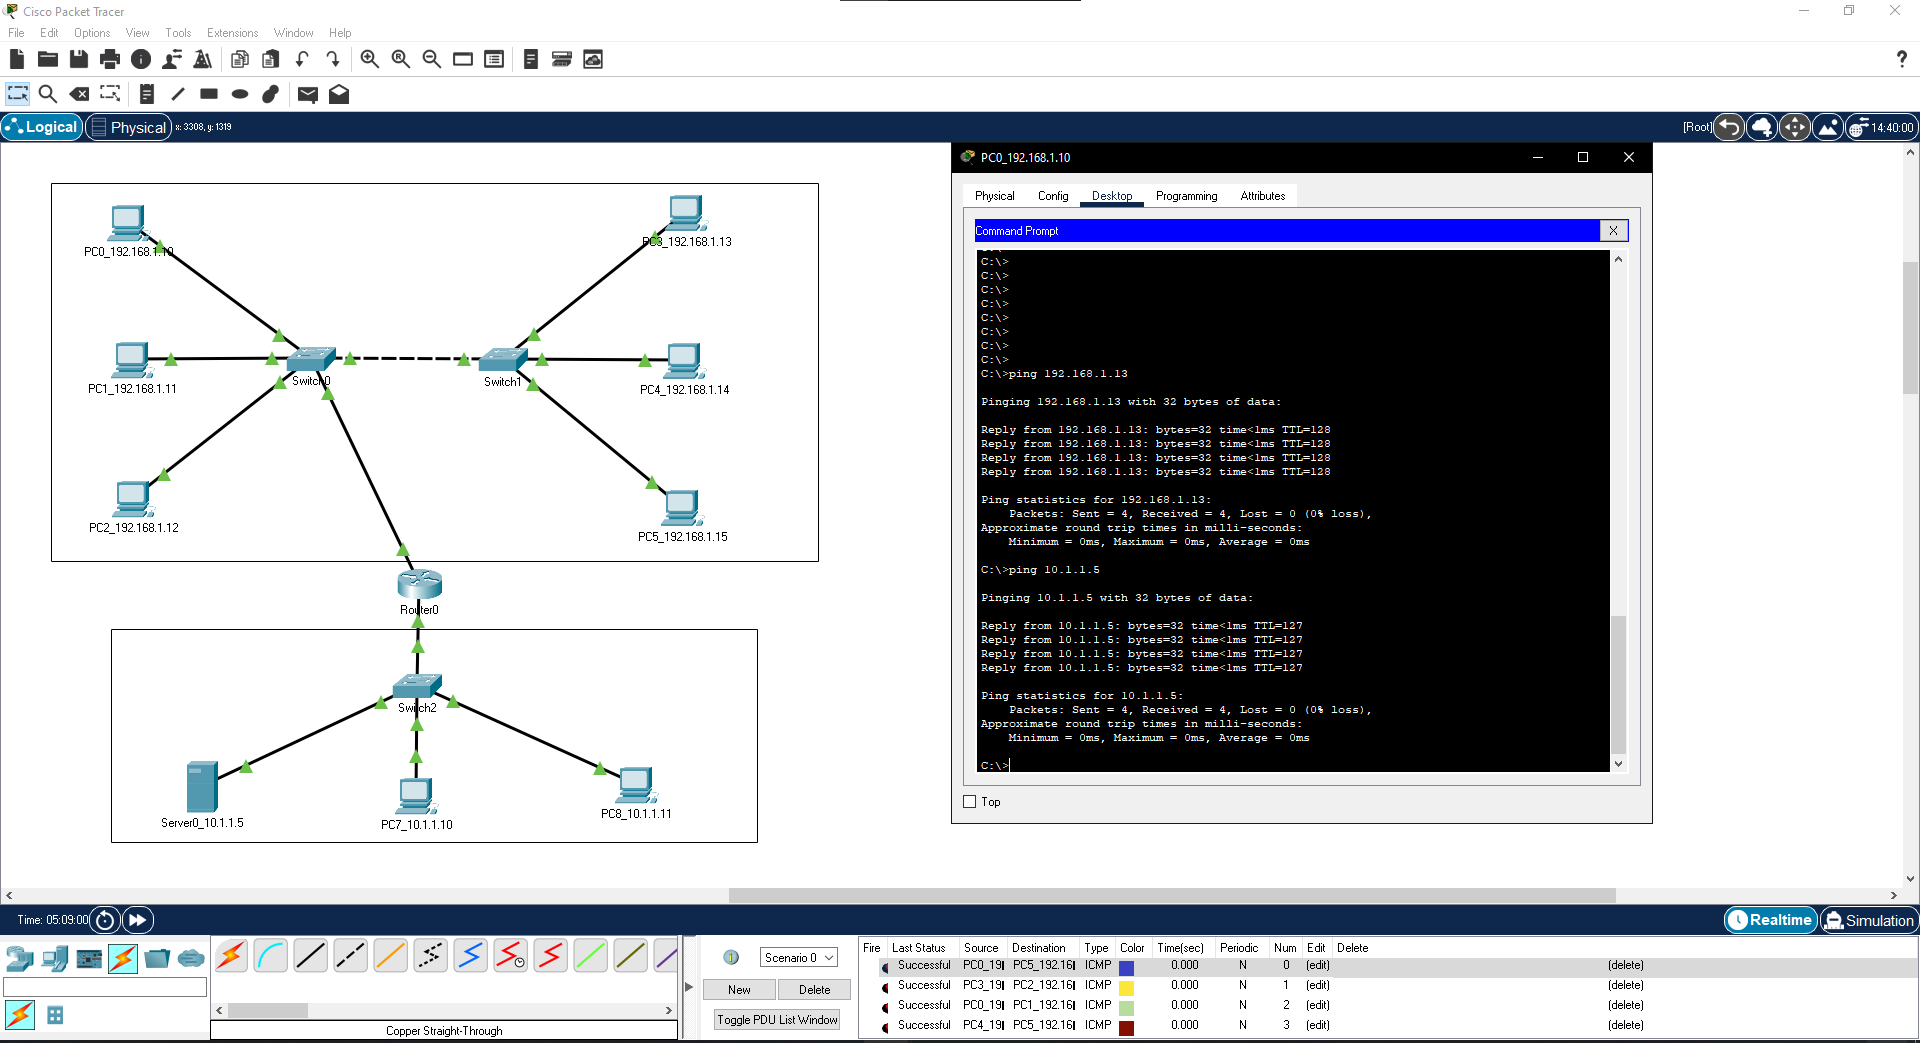 Cisco Packet Tracer
File Edit Options View Tools Extensions Window Help
Logical Physical x: 3308, y: 1319 [Root] 14:40:00
PC0_192.168.1.10
PC3_192.168.1.13
Switch0
Switch1
PC1_192.168.1.11
PC4_192.168.1.14
PC2_192.168.1.12
PC5_192.168.1.15
Router0
Switch2
Server0_10.1.1.5
PC7_10.1.1.10
PC8_10.1.1.11
PC0_192.168.1.10
Physical Config Desktop Programming Attributes
Command Prompt X
C:\>
C:\>
C:\>
C:\>
C:\>
C:\>
C:\>
C:\>
C:\>ping 192.168.1.13
Pinging 192.168.1.13 with 32 bytes of data:
Reply from 192.168.1.13: bytes=32 time<1ms TTL=128
Reply from 192.168.1.13: bytes=32 time<1ms TTL=128
Reply from 192.168.1.13: bytes=32 time<1ms TTL=128
Reply from 192.168.1.13: bytes=32 time<1ms TTL=128
Ping statistics for 192.168.1.13:
Packets: Sent = 4, Received = 4, Lost = 0 (0% loss),
Approximate round trip times in milli-seconds:
Minimum = 0ms, Maximum = 0ms, Average = 0ms
C:\>ping 10.1.1.5
Pinging 10.1.1.5 with 32 bytes of data:
Reply from 10.1.1.5: bytes=32 time<1ms TTL=127
Reply from 10.1.1.5: bytes=32 time<1ms TTL=127
Reply from 10.1.1.5: bytes=32 time<1ms TTL=127
Reply from 10.1.1.5: bytes=32 time<1ms TTL=127
Ping statistics for 10.1.1.5:
Packets: Sent = 4, Received = 4, Lost = 0 (0% loss),
Approximate round trip times in milli-seconds:
Minimum = 0ms, Maximum = 0ms, Average = 0ms
C:\>
Top
Time: 05:09:00 Realtime Simulation
Copper Straight-Through
Scenario 0
New Delete
Toggle PDU List Window
Fire Last Status Source Destination Type Color Time(sec) Periodic Num Edit Delete
Successful PC0_19 PC5_192.16 ICMP 0.000 N 0 (edit) (delete)
Successful PC3_19 PC2_192.16 ICMP 0.000 N 1 (edit) (delete)
Successful PC0_19 PC1_192.16 ICMP 0.000 N 2 (edit) (delete)
Successful PC4_19 PC5_192.16 ICMP 0.000 N 3 (edit) (delete)